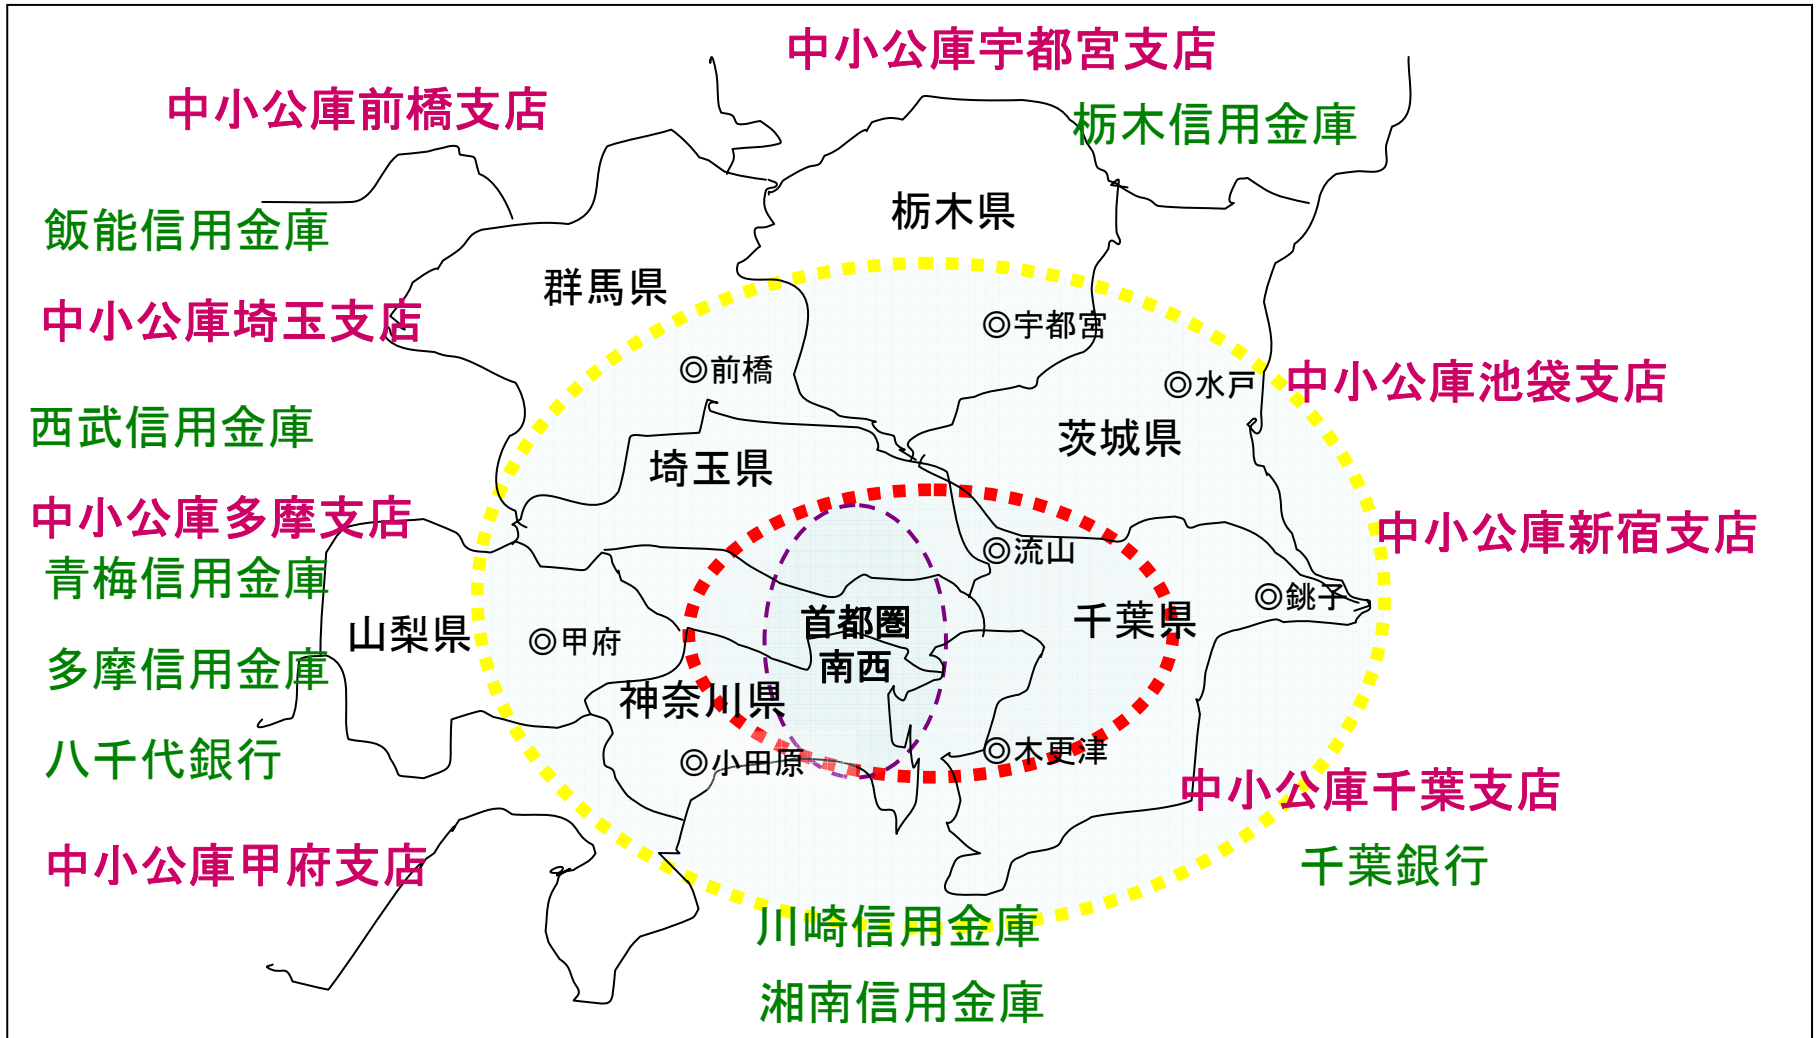 中小公庫宇都宮支店
中小公庫前橋支店
栃木信用金庫
栃木県
飯能信用金庫
群馬県
中小公庫埼玉支店
◎宇都宮
◎前橋
◎水戸
中小公庫池袋支店
西武信用金庫
茨城県
埼玉県
中小公庫多摩支店
中小公庫新宿支店
◎流山
青梅信用金庫
◎銚子
首都圏
南西
千葉県
山梨県
◎甲府
多摩信用金庫
神奈川県
八千代銀行
◎小田原
◎木更津
中小公庫千葉支店
中小公庫甲府支店
千葉銀行
川崎信用金庫
湘南信用金庫